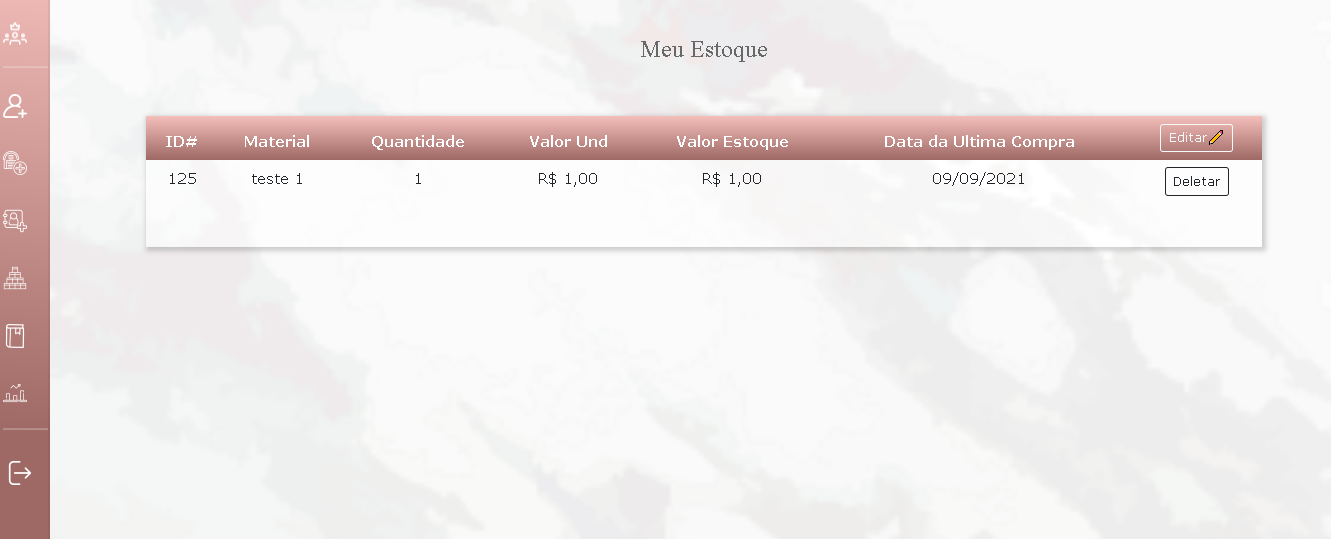 Meu Estoque
ID# Material Quantidade Valor Und Valor Estoque Data da Ultima Compra Editar
125 teste 1 1 R$ 1,00 R$ 1,00 09/09/2021 Deletar